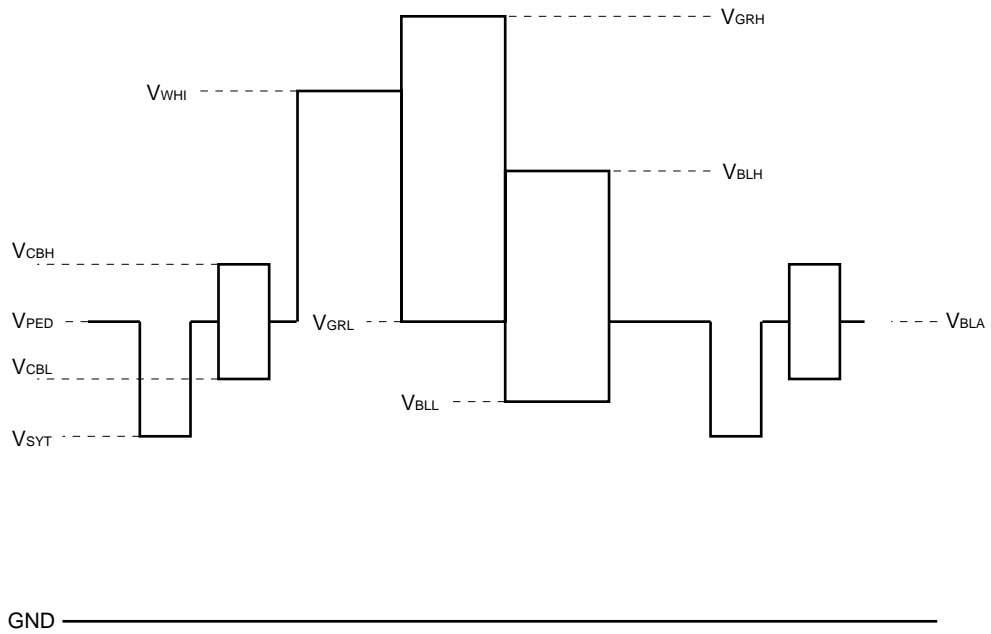 VGRH
VWHI
VBLH
VCBH
VPED
VGRL
VBLA
VCBL
VBLL
VSYT
GND